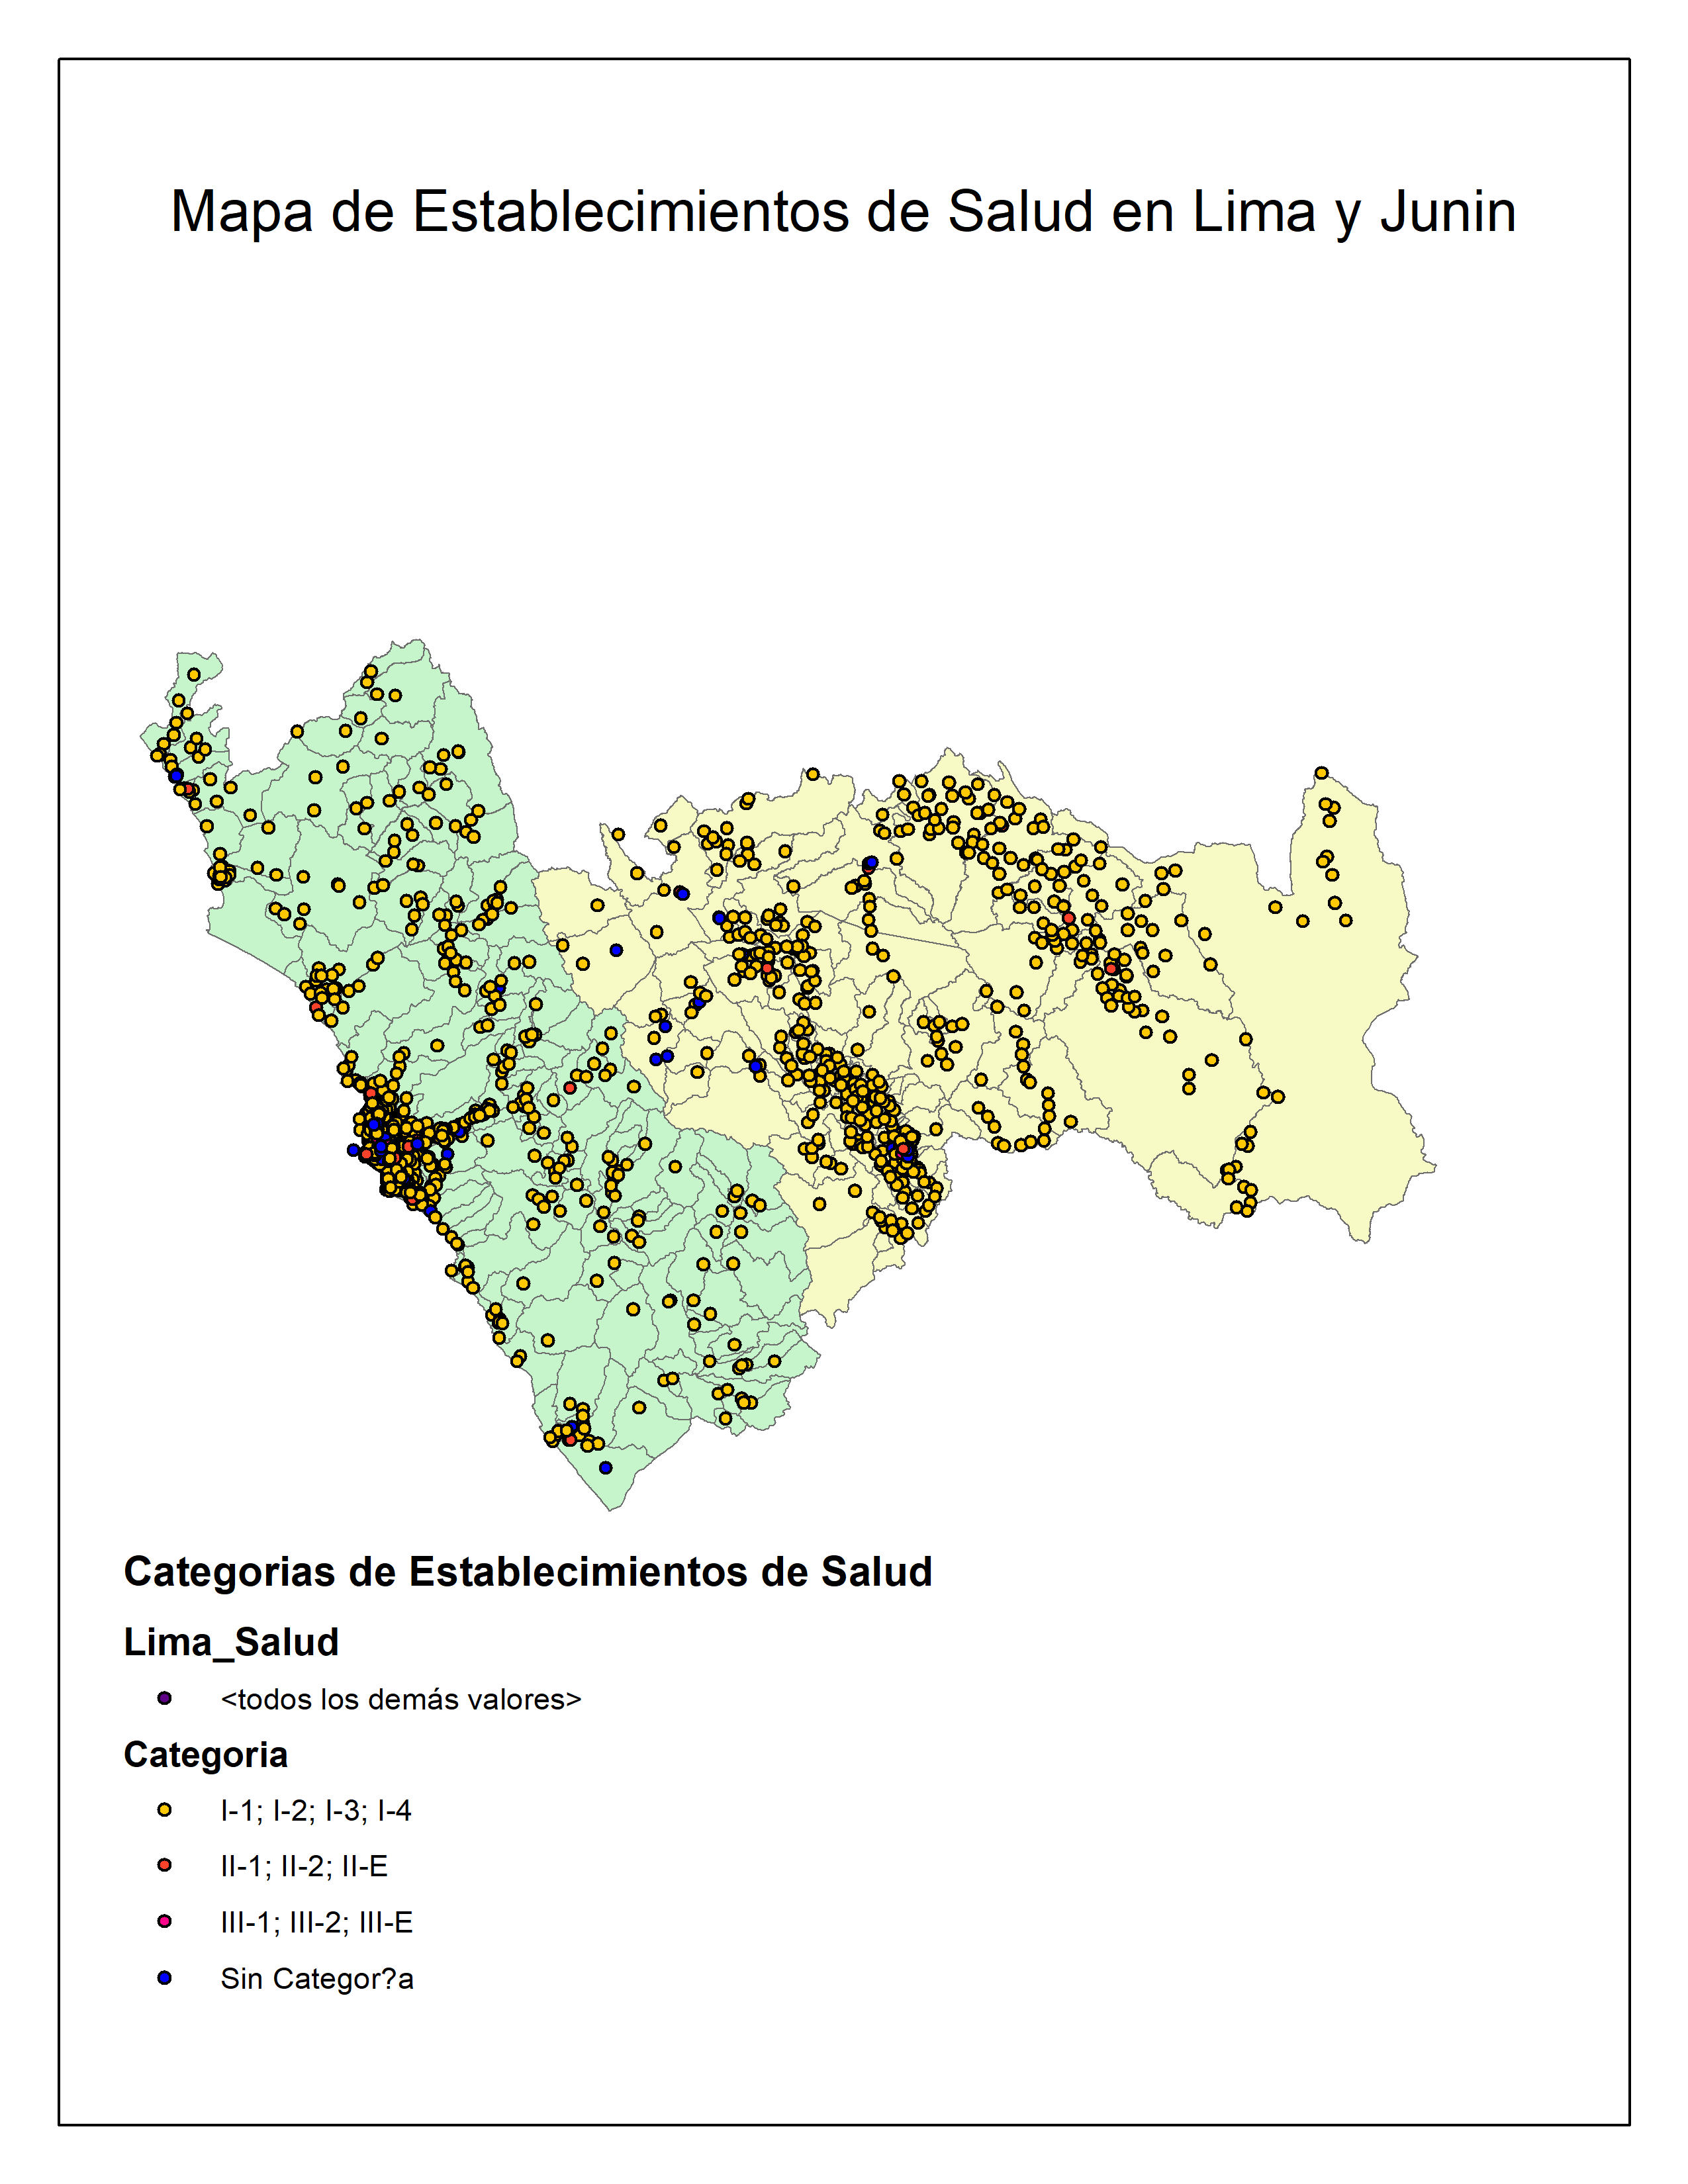 Mapa de Establecimientos de Salud en Lima y Junin
Categorias de Establecimientos de Salud
Lima_Salud
<todos los demás valores>
Categoria
I-1; I-2; I-3; I-4
II-1; II-2; II-E
III-1; III-2; III-E
Sin Categor?a